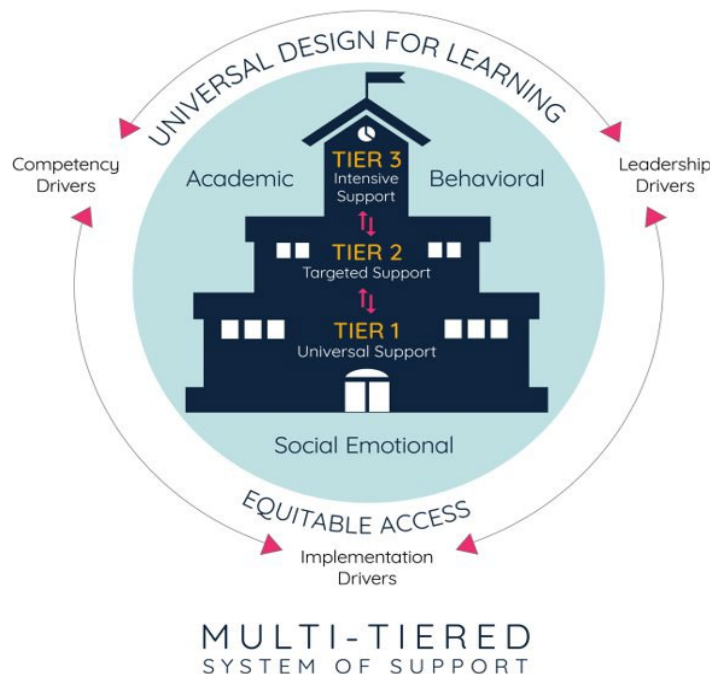 UNIVERSAL DESIGN FOR LEARNING
Competency
Drivers
Leadership
Drivers
Academic
Behavioral
TIER 3
Intensive
Support
TIER 2
Targeted Support
TIER 1
Universal Support
Social Emotional
EQUITABLE ACCESS
Implementation
Drivers
MULTI-TIERED
SYSTEM OF SUPPORT